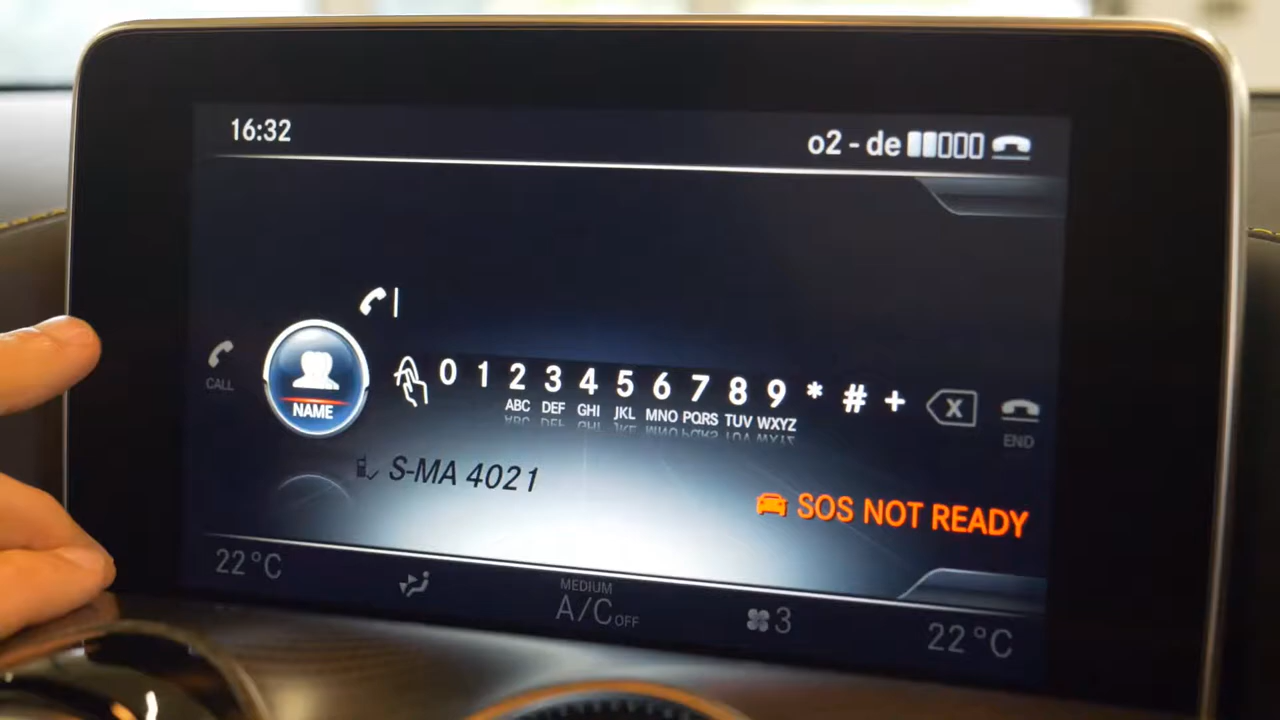 16:32
o2 - de
CALL
NAME
0 1 2 3 4 5 6 7 8 9 * # +
ABC DEF GHI JKL MNO PQRS TUV WXYZ
X
END
S-MA 4021
SOS NOT READY
22°C
MEDIUM
A/C OFF
3
22°C